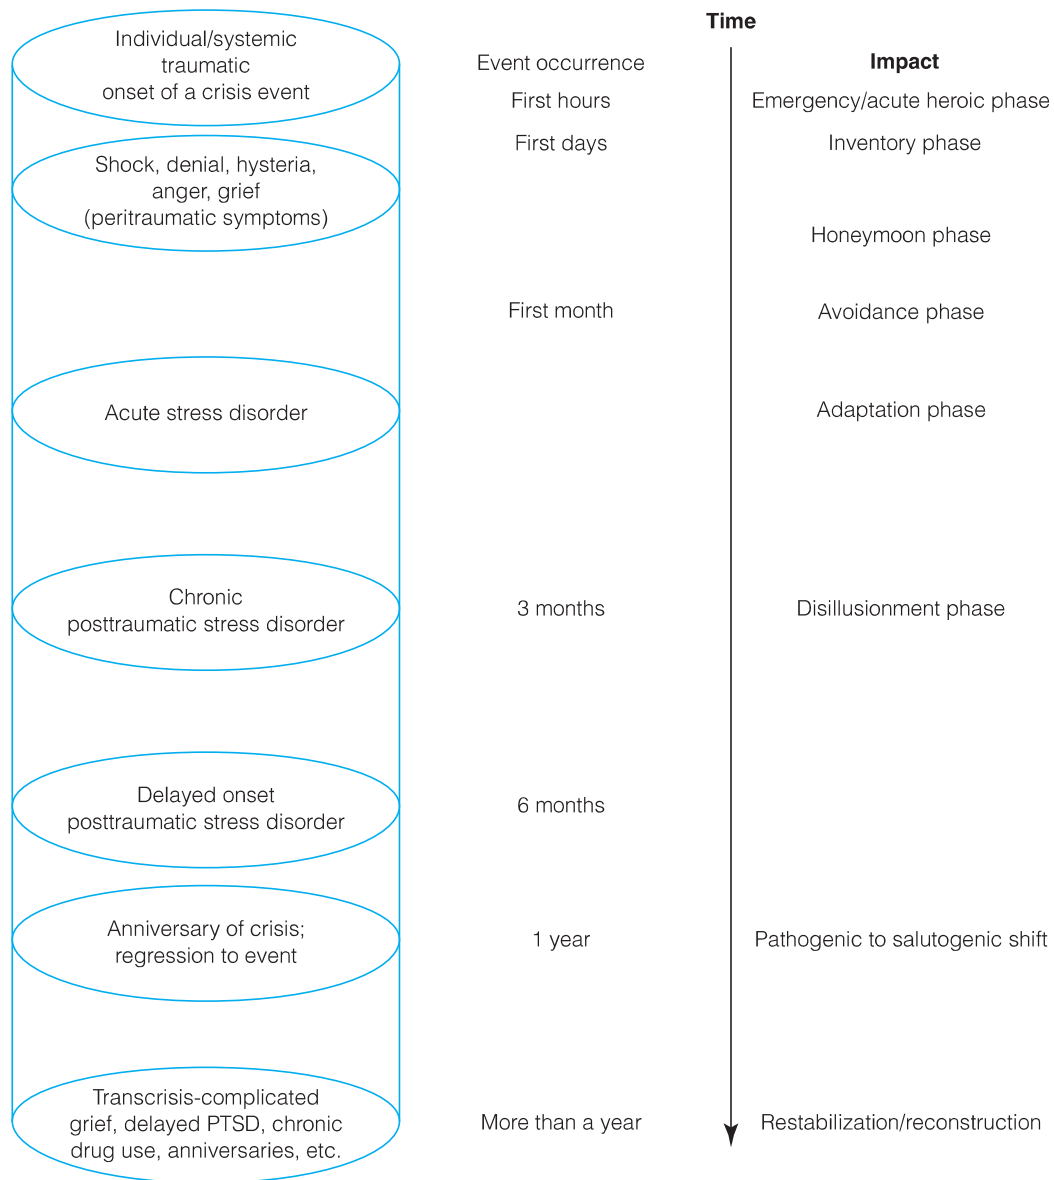 Time
Individual/systemic
traumatic
onset of a crisis event
Event occurrence
Impact
First hours
Emergency/acute heroic phase
First days
Inventory phase
Shock, denial, hysteria,
anger, grief
(peritraumatic symptoms)
Honeymoon phase
First month
Avoidance phase
Acute stress disorder
Adaptation phase
Chronic
posttraumatic stress disorder
3 months
Disillusionment phase
Delayed onset
posttraumatic stress disorder
6 months
Anniversary of crisis;
regression to event
1 year
Pathogenic to salutogenic shift
Transcrisis-complicated
grief, delayed PTSD, chronic
drug use, anniversaries, etc.
More than a year
Restabilization/reconstruction